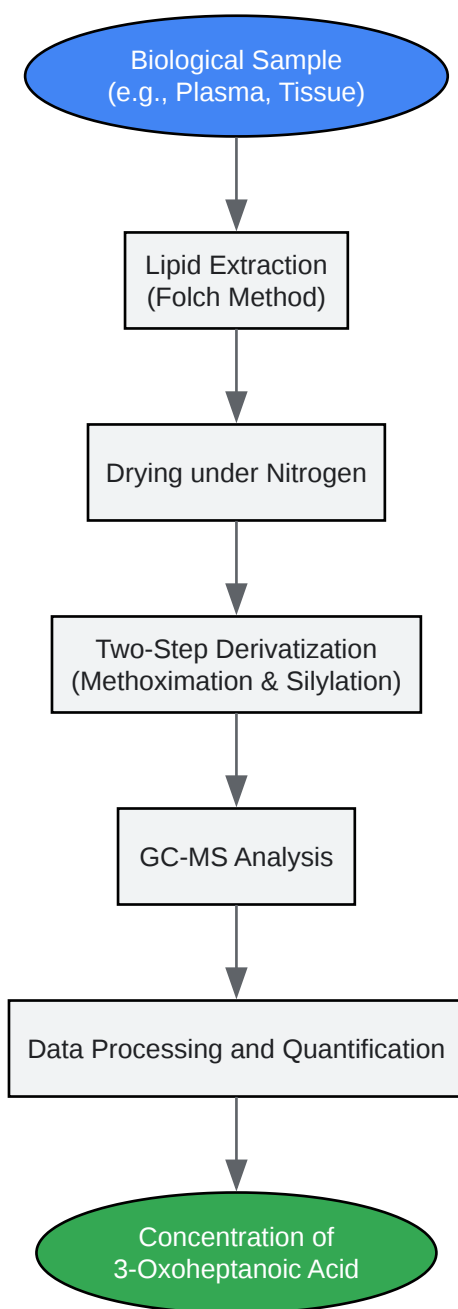 Biological Sample
(e.g., Plasma, Tissue)
Lipid Extraction
(Folch Method)
Drying under Nitrogen
Two-Step Derivatization
(Methoximation & Silylation)
GC-MS Analysis
Data Processing and Quantification
Concentration of
3-Oxoheptanoic Acid